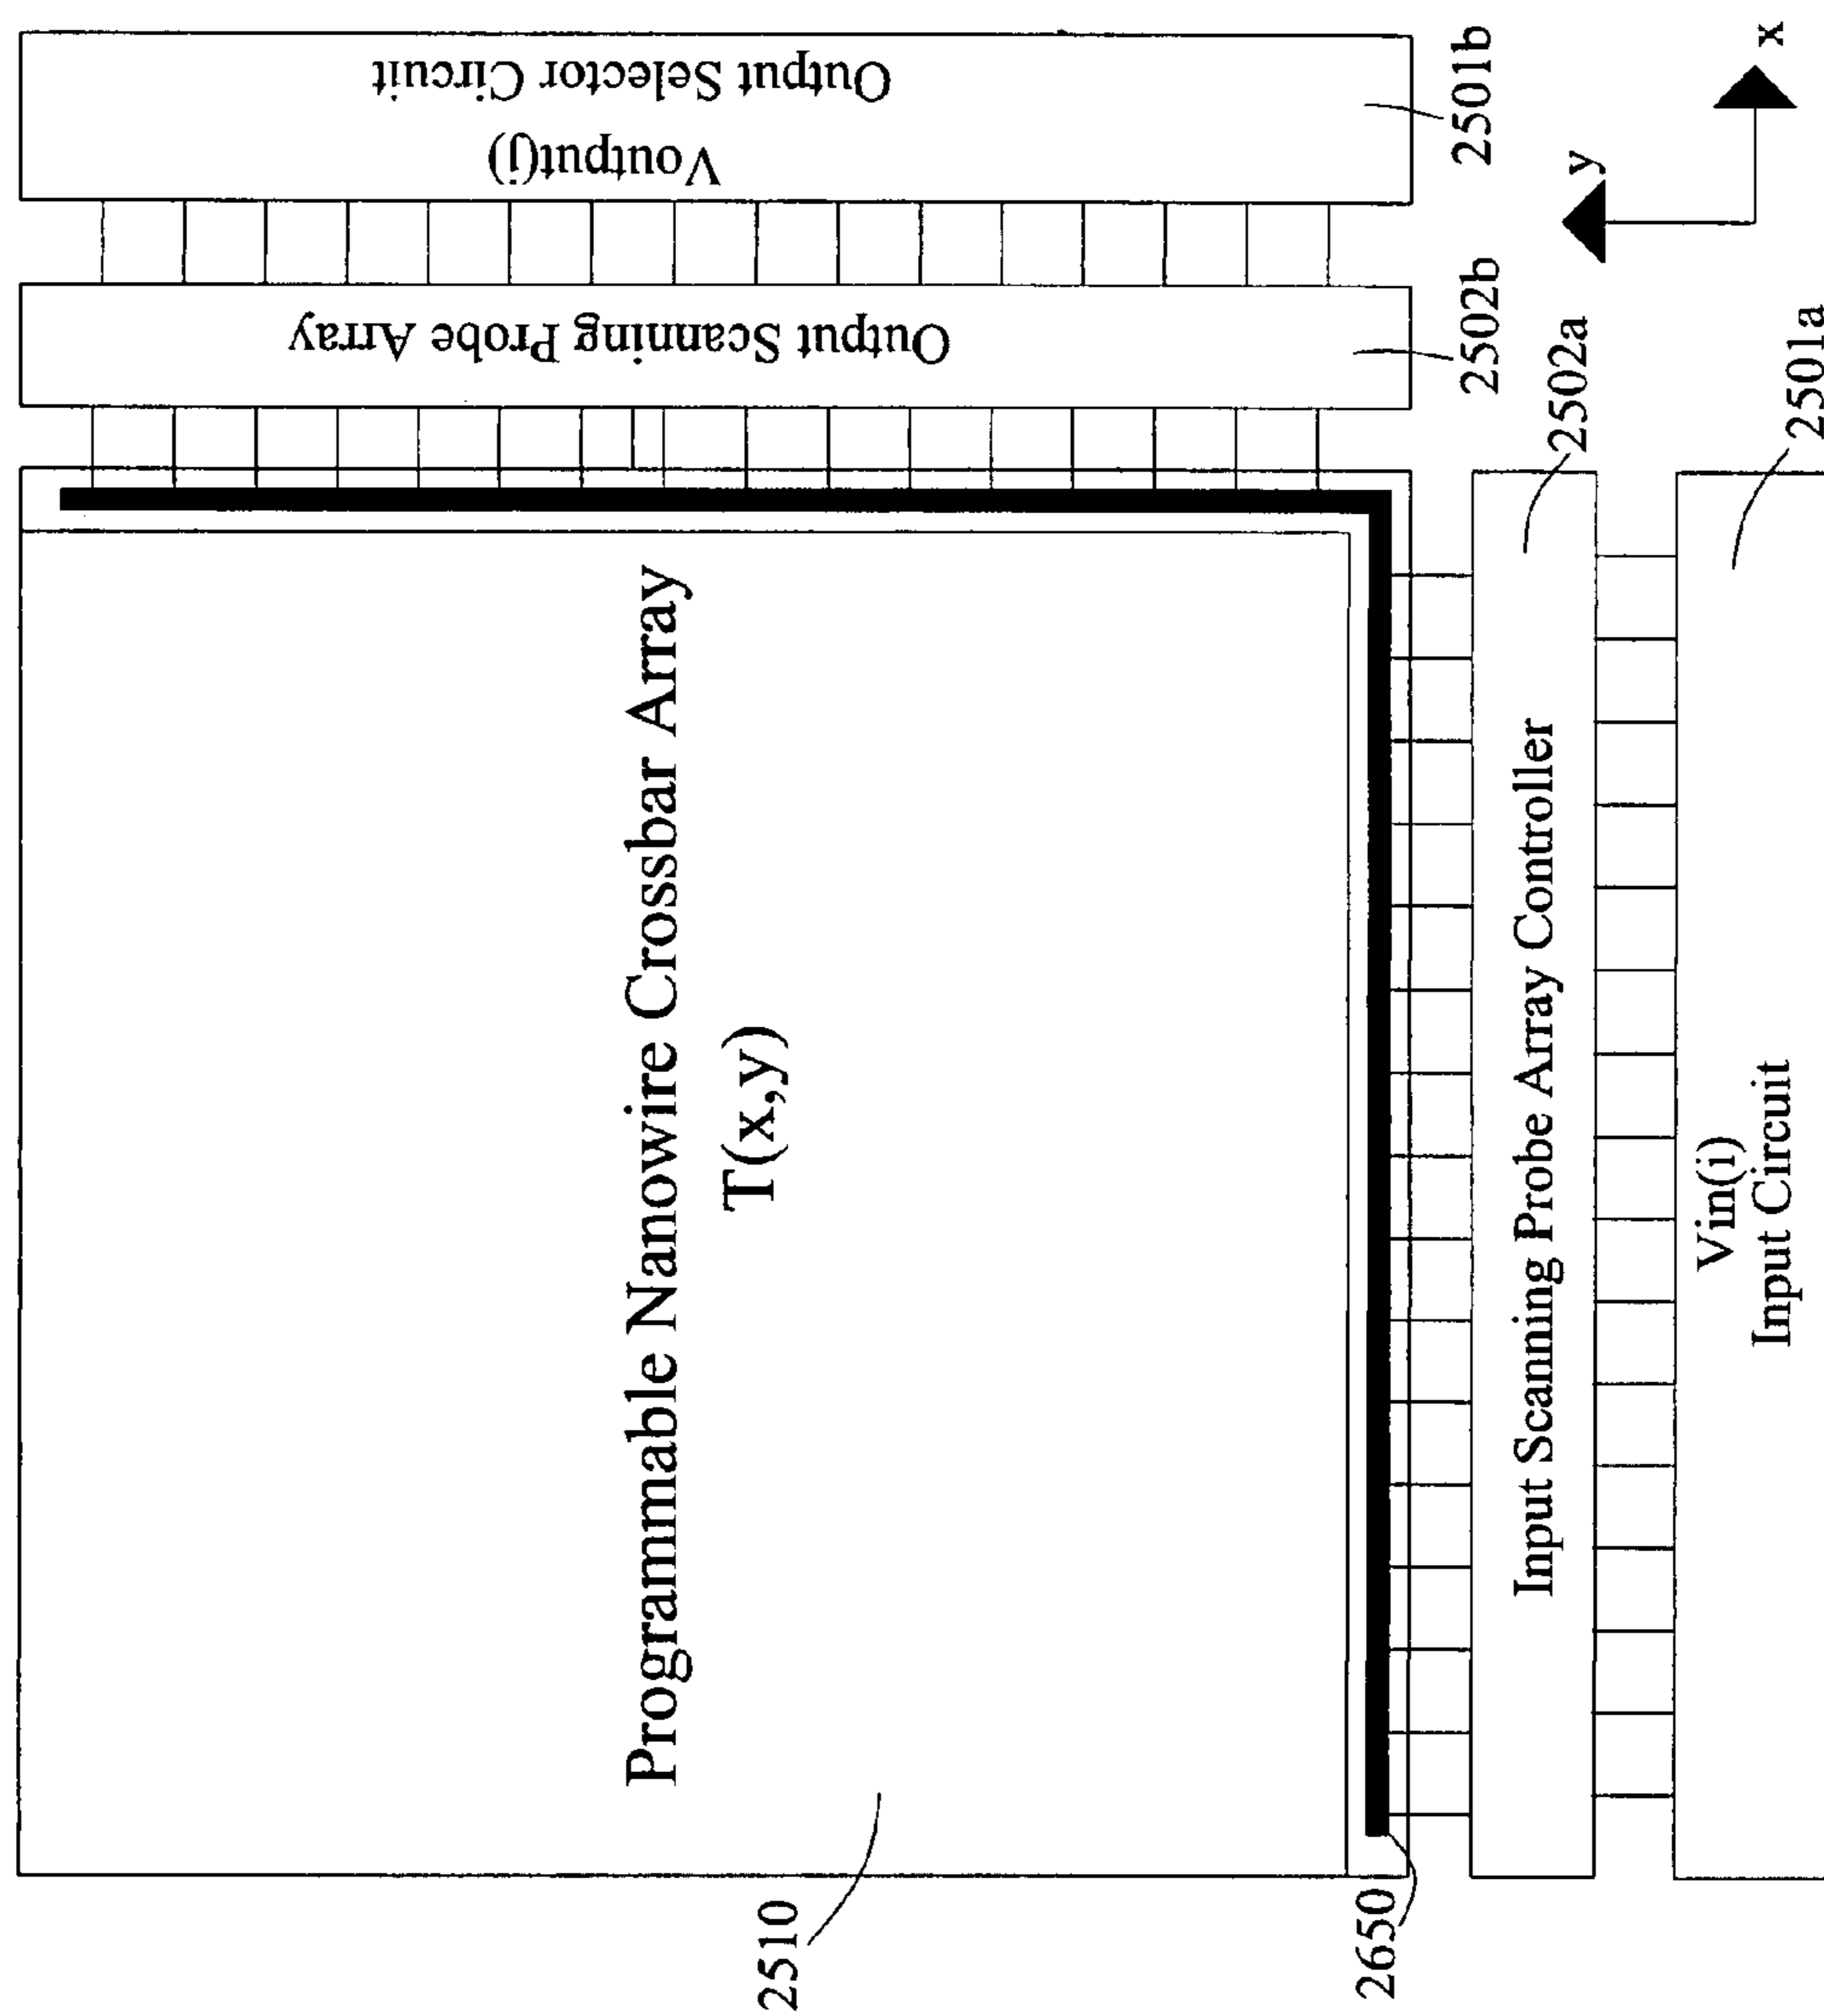 Programmable Nanowire Crossbar Array
T(x,y)
2510
2650
Input Scanning Probe Array Controller
2502a
Vin(i)
Input Circuit
2501a
Output Scanning Probe Array
2502b
Output Selector Circuit
Voutput(j)
2501b
y
x